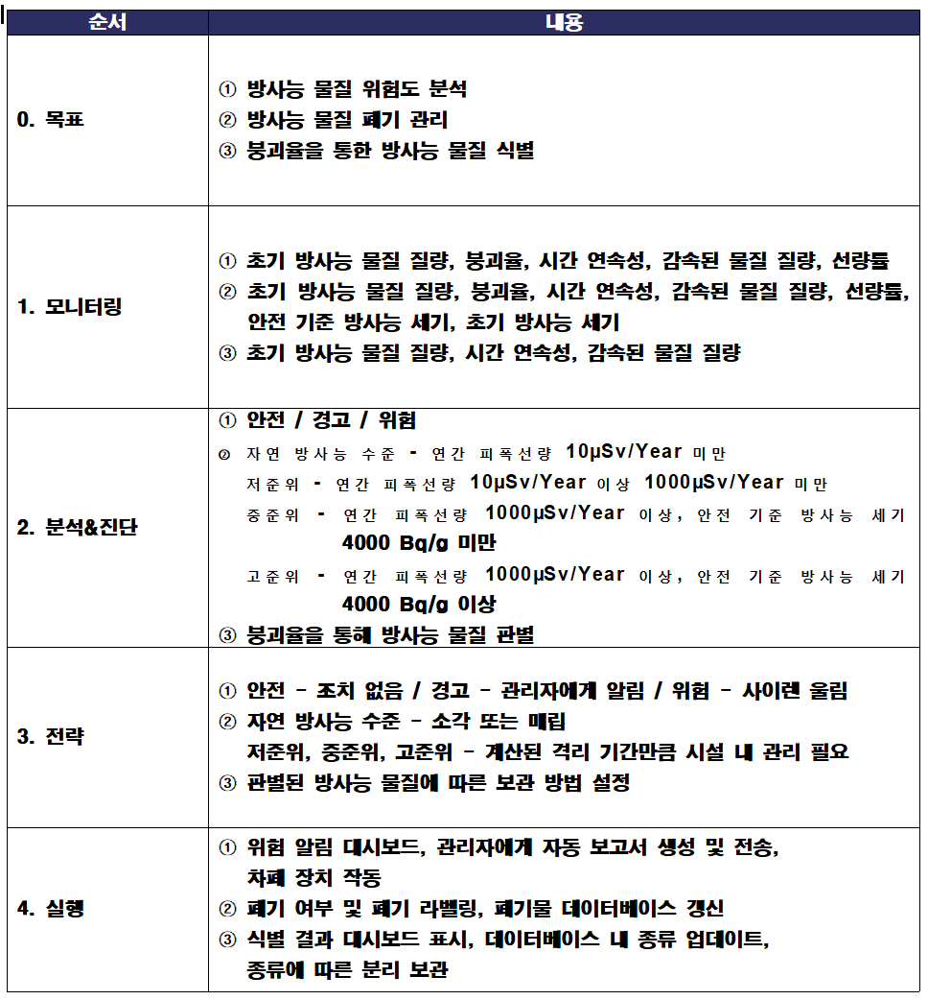 순서 내용
0. 목표
① 방사능 물질 위험도 분석
② 방사능 물질 폐기 관리
③ 붕괴율을 통한 방사능 물질 식별
1. 모니터링
① 초기 방사능 물질 질량, 붕괴율, 시간 연속성, 감속된 물질 질량, 선량률
② 초기 방사능 물질 질량, 붕괴율, 시간 연속성, 감속된 물질 질량, 선량률,
안전 기준 방사능 세기, 초기 방사능 세기
③ 초기 방사능 물질 질량, 시간 연속성, 감속된 물질 질량
2. 분석&진단
① 안전 / 경고 / 위험
② 자연 방사능 수준 - 연간 피폭선량 10μSv/Year 미만
저준위 - 연간 피폭선량 10μSv/Year 이상 1000μSv/Year 미만
중준위 - 연간 피폭선량 1000μSv/Year 이상, 안전 기준 방사능 세기
4000 Bq/g 미만
고준위 - 연간 피폭선량 1000μSv/Year 이상, 안전 기준 방사능 세기
4000 Bq/g 이상
③ 붕괴율을 통해 방사능 물질 판별
3. 전략
① 안전 - 조치 없음 / 경고 - 관리자에게 알림 / 위험 - 사이렌 울림
② 자연 방사능 수준 - 소각 또는 매립
저준위, 중준위, 고준위 - 계산된 격리 기간만큼 시설 내 관리 필요
③ 판별된 방사능 물질에 따른 보관 방법 설정
4. 실행
① 위험 알림 대시보드, 관리자에게 자동 보고서 생성 및 전송,
차폐 장치 작동
② 폐기 여부 및 폐기 라벨링, 폐기물 데이터베이스 갱신
③ 식별 결과 대시보드 표시, 데이터베이스 내 종류 업데이트,
종류에 따른 분리 보관